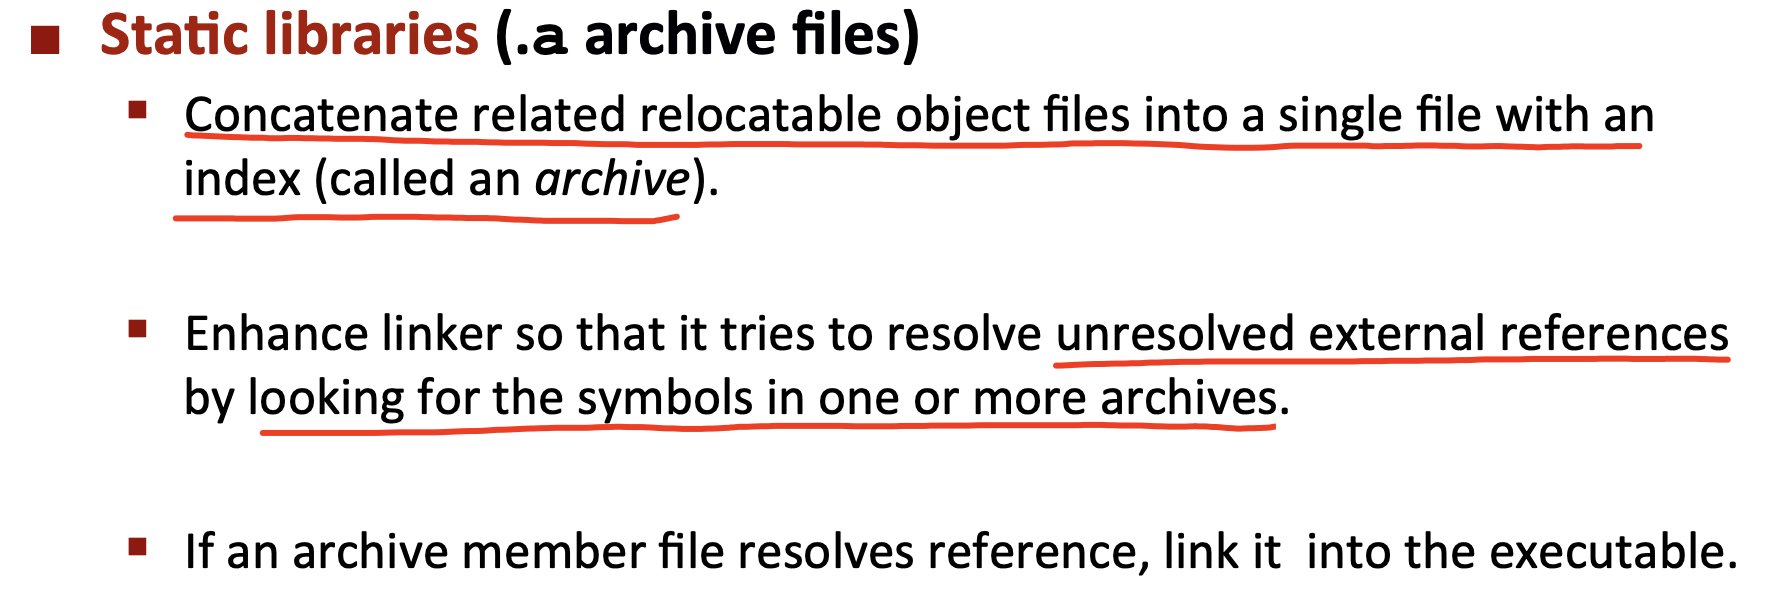 Static libraries (.a archive files)
Concatenate related relocatable object files into a single file with an
index (called an archive).
Enhance linker so that it tries to resolve unresolved external references
by looking for the symbols in one or more archives.
If an archive member file resolves reference, link it  into the executable.